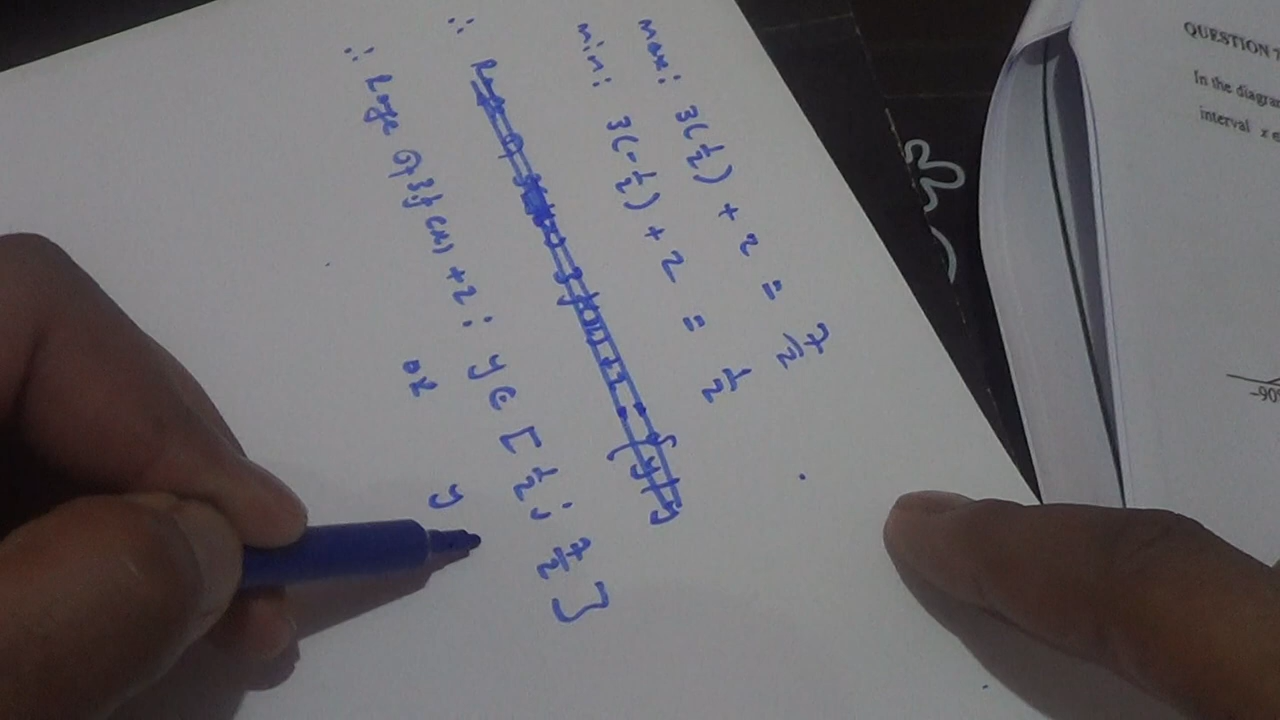 max: 3(1/2) + 2 = 7/2
min: 3(-1/2) + 2 = 1/2
∴ Range of 3f(x) + 2 : y ∈ [1/2 ; 7/2]
OR y
QUESTION
In the
interval x ∈
-90°